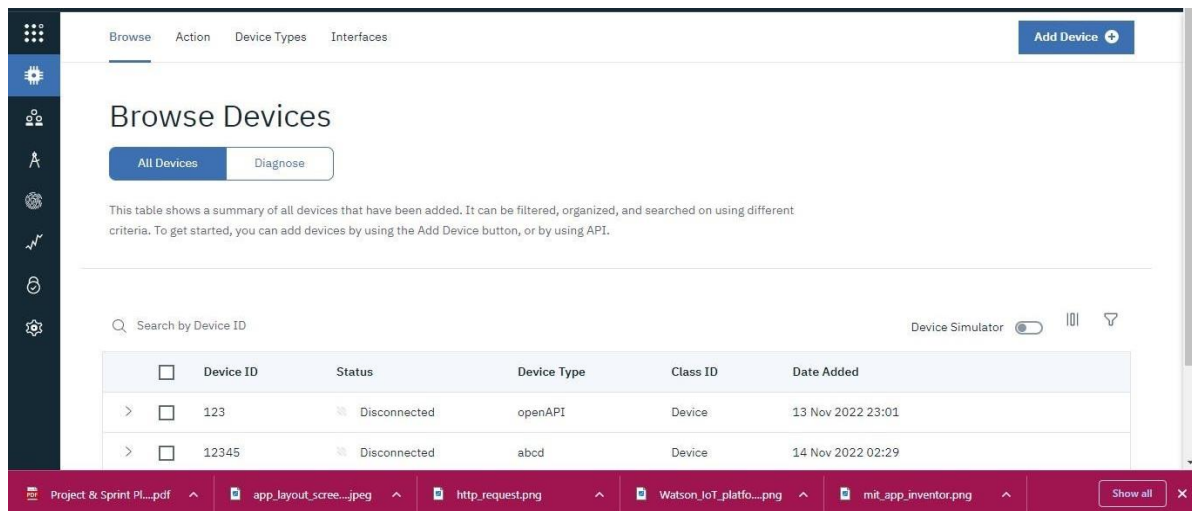 Browse Action Device Types Interfaces Add Device
Browse Devices
All Devices Diagnose
This table shows a summary of all devices that have been added. It can be filtered, organized, and searched on using different
criteria. To get started, you can add devices by using the Add Device button, or by using API.
Search by Device ID Device Simulator
Device ID Status Device Type Class ID Date Added
123 Disconnected openAPI Device 13 Nov 2022 23:01
12345 Disconnected abcd Device 14 Nov 2022 02:29
PDF Project & Sprint Pl....pdf app_layout_scree....jpeg http_request.png Watson_IoT_platfo....png mit_app_inventor.png Show all